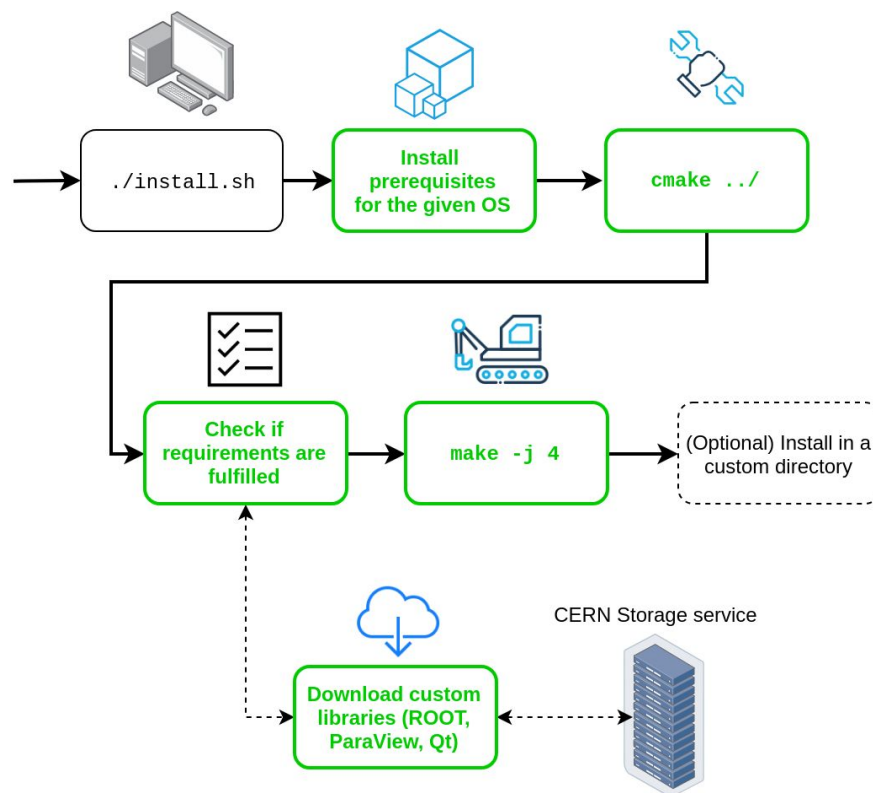 ./install.sh
Install
prerequisites
for the given OS
cmake ../
Check if
requirements are
fulfilled
make -j 4
(Optional) Install in a
custom directory
CERN Storage service
Download custom
libraries (ROOT,
ParaView, Qt)